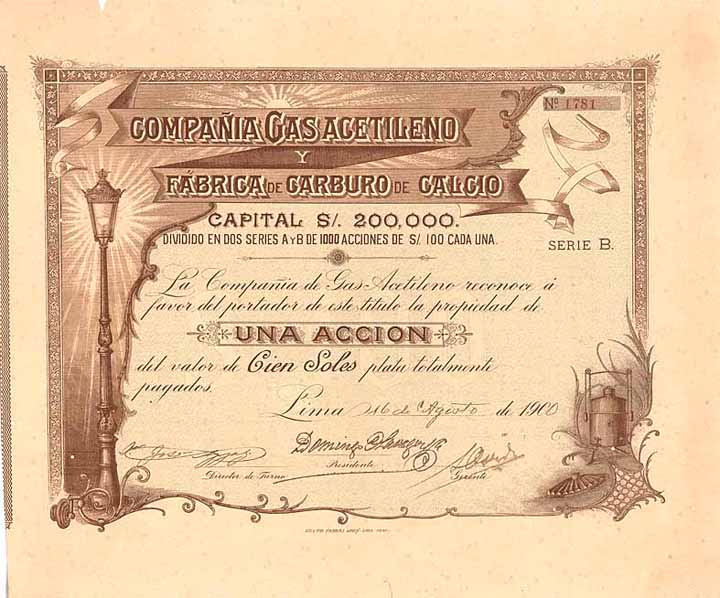 Nº 1781
COMPAÑIA GAS ACETILENO
Y
FÁBRICA DE CARBURO DE CALCIO
CAPITAL S/. 200,000.
DIVIDIDO EN DOS SERIES A Y B DE 1000 ACCIONES DE S/. 100 CADA UNA.
SERIE B.
La Compañia de Gas Acetileno reconoce á
favor del portador de este titulo la propiedad de
UNA ACCION
del valor de Cien Soles plata totalmente
pagados.
Lima 16 de Agosto de 1900
Domingo
Director de Turno
Presidente
Gerente